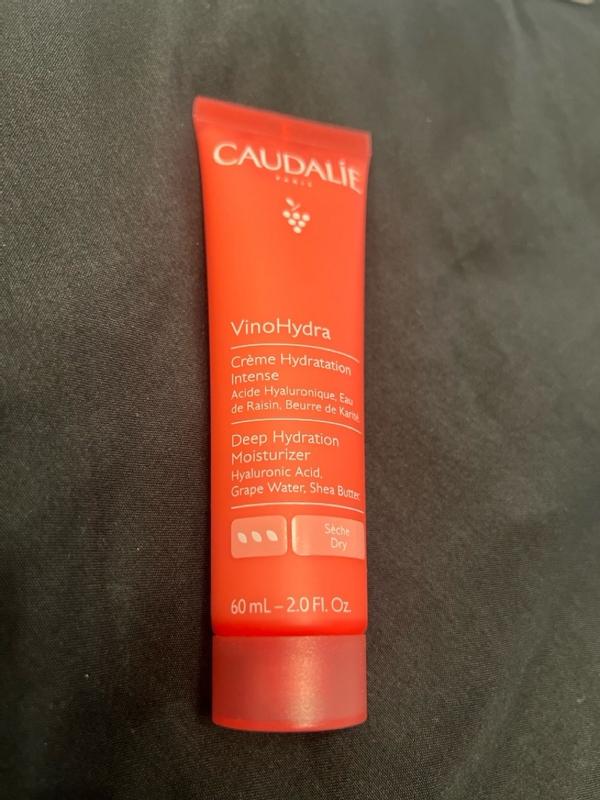 CAUDALÍE
PARIS
VinoHydra
Crème Hydratation
Intense
Acide Hyaluronique, Eau
de Raisin, Beurre de Karité
Deep Hydration
Moisturizer
Hyaluronic Acid,
Grape Water, Shea Butter
Sèche
Dry
60 mL – 2.0 Fl. Oz.